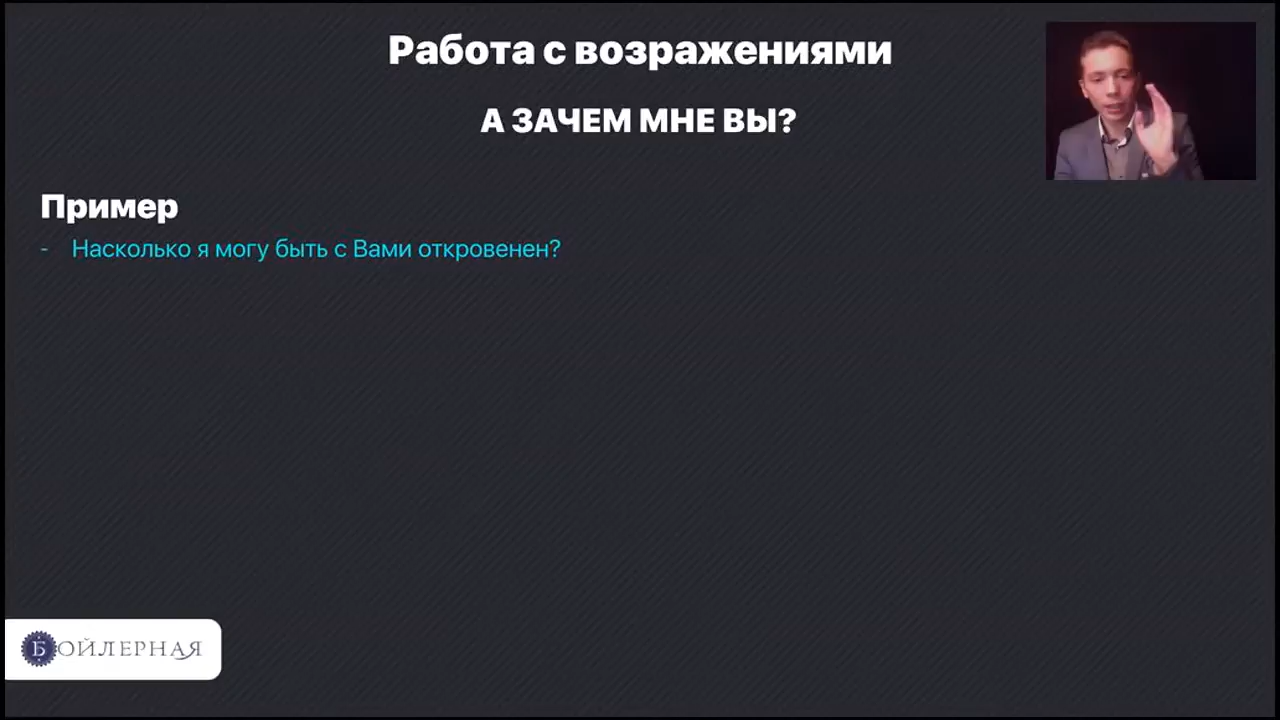 Работа с возражениями
А ЗАЧЕМ МНЕ ВЫ?
Пример
- Насколько я могу быть с Вами откровенен?
БОЙЛЕРНАЯ